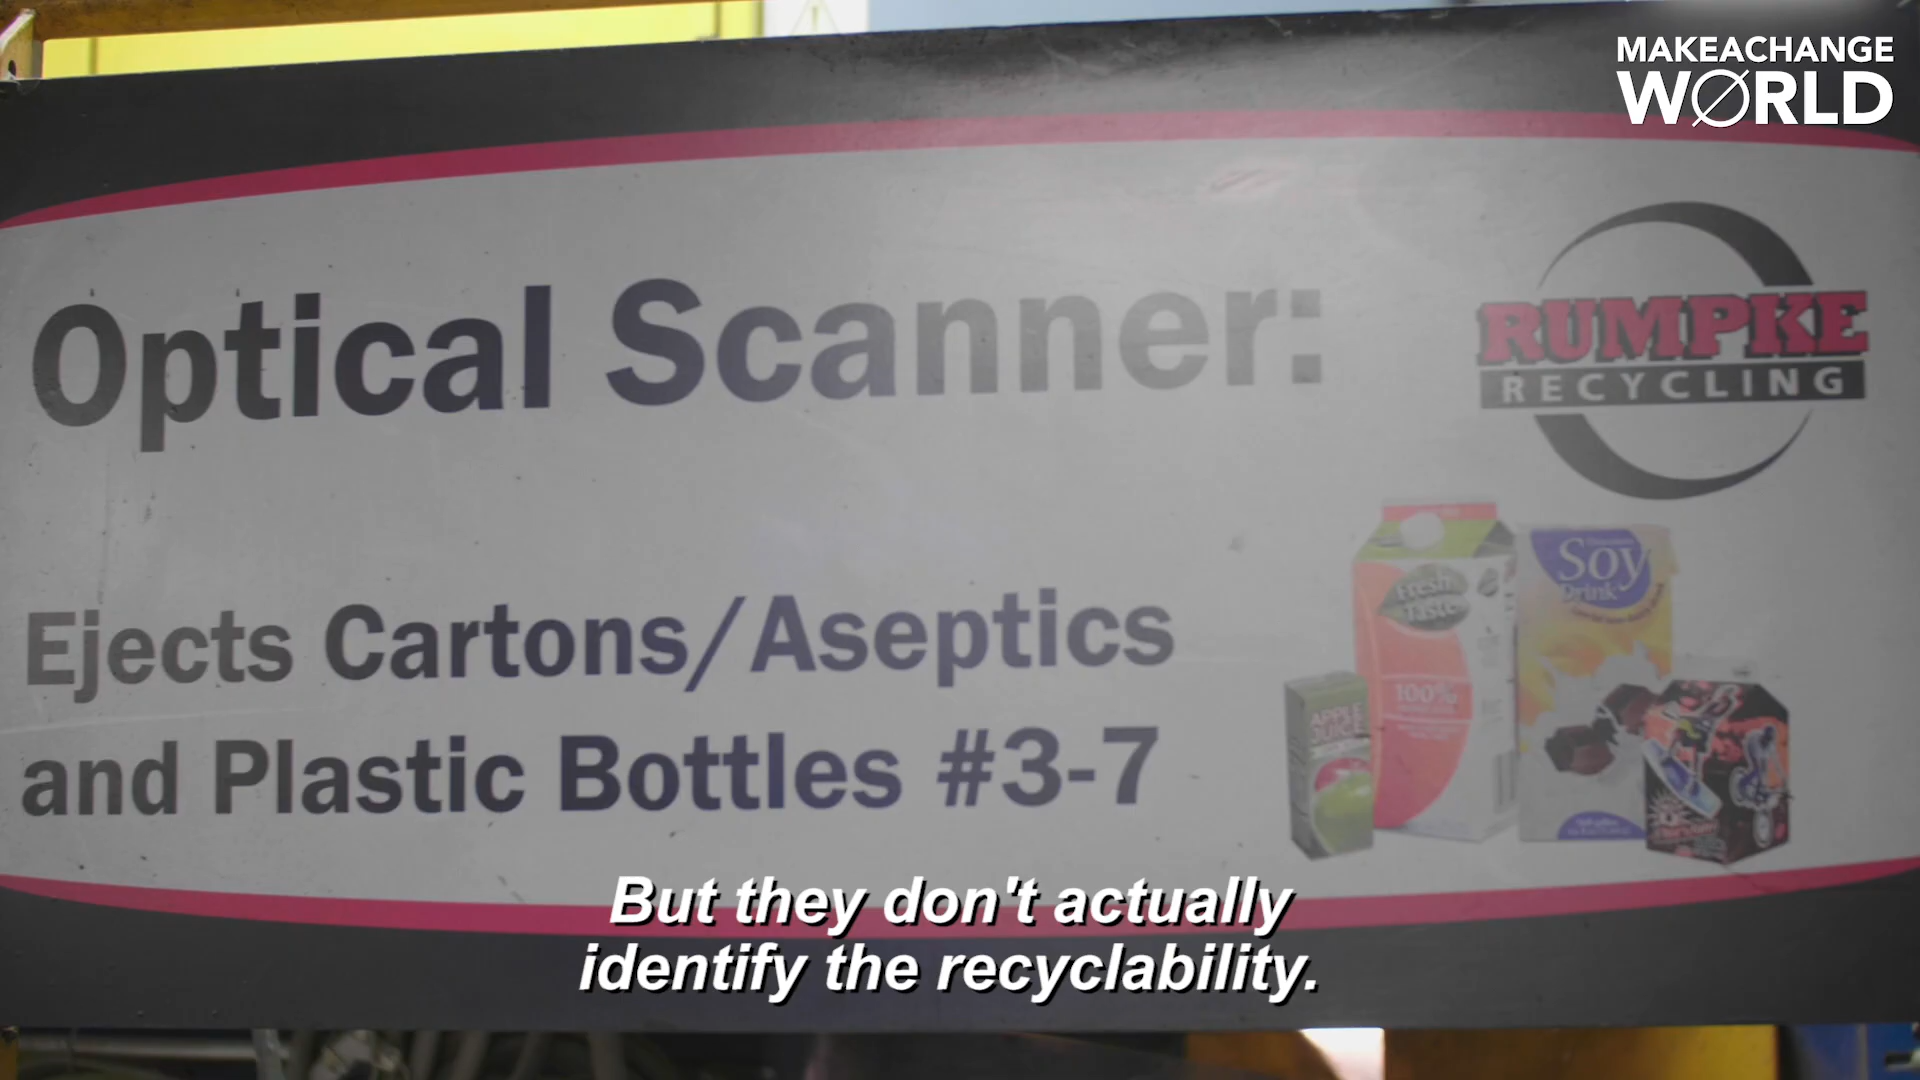 MAKEACHANGE
WORLD
Optical Scanner:
RUMPKE
RECYCLING
Ejects Cartons/Aseptics
and Plastic Bottles #3-7
Soy
Drink
Fresh
Taste
100%
APPLE
JUICE
But they don't actually
identify the recyclability.